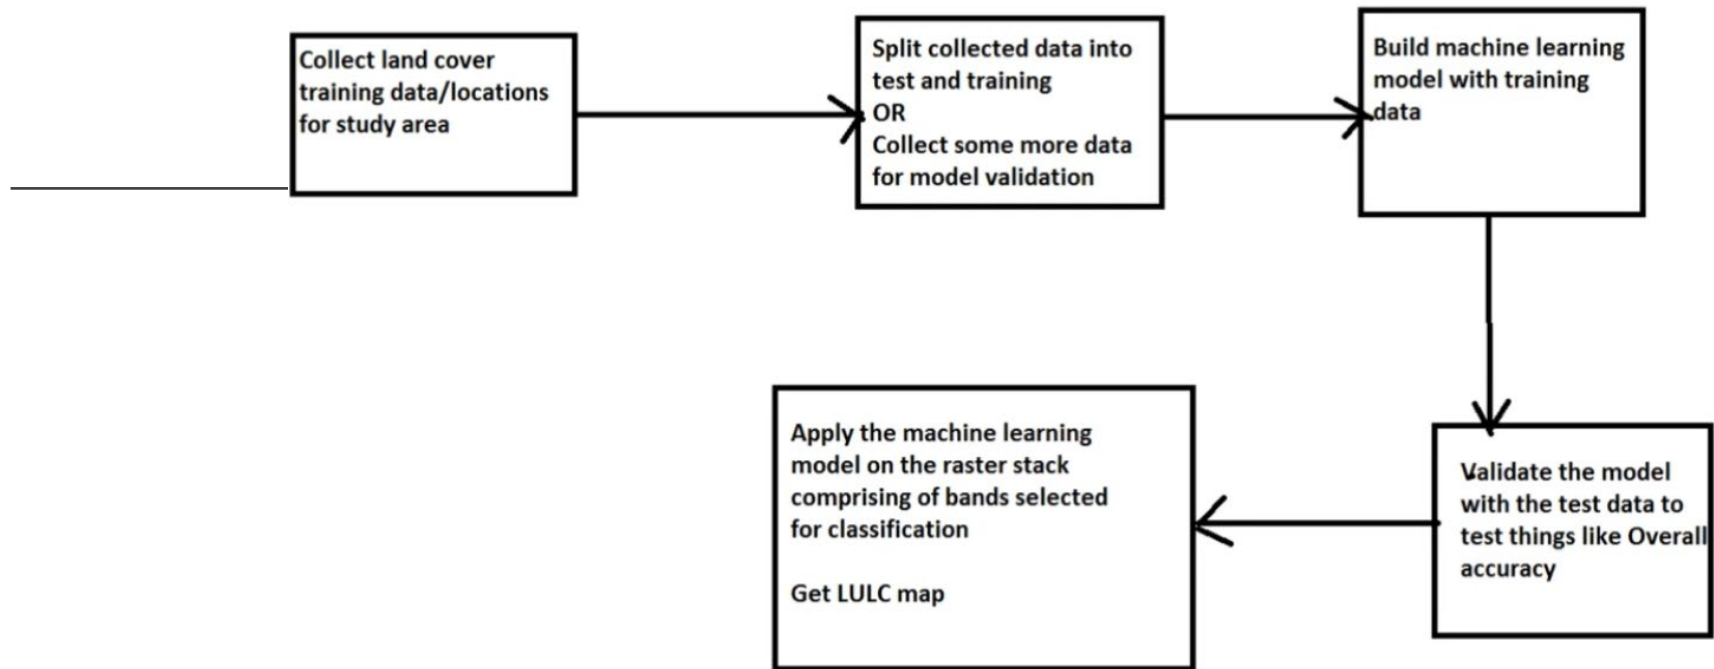 Collect land cover
training data/locations
for study area
Split collected data into
test and training
OR
Collect some more data
for model validation
Build machine learning
model with training
data
Validate the model
with the test data to
test things like Overall
accuracy
Apply the machine learning
model on the raster stack
comprising of bands selected
for classification
Get LULC map